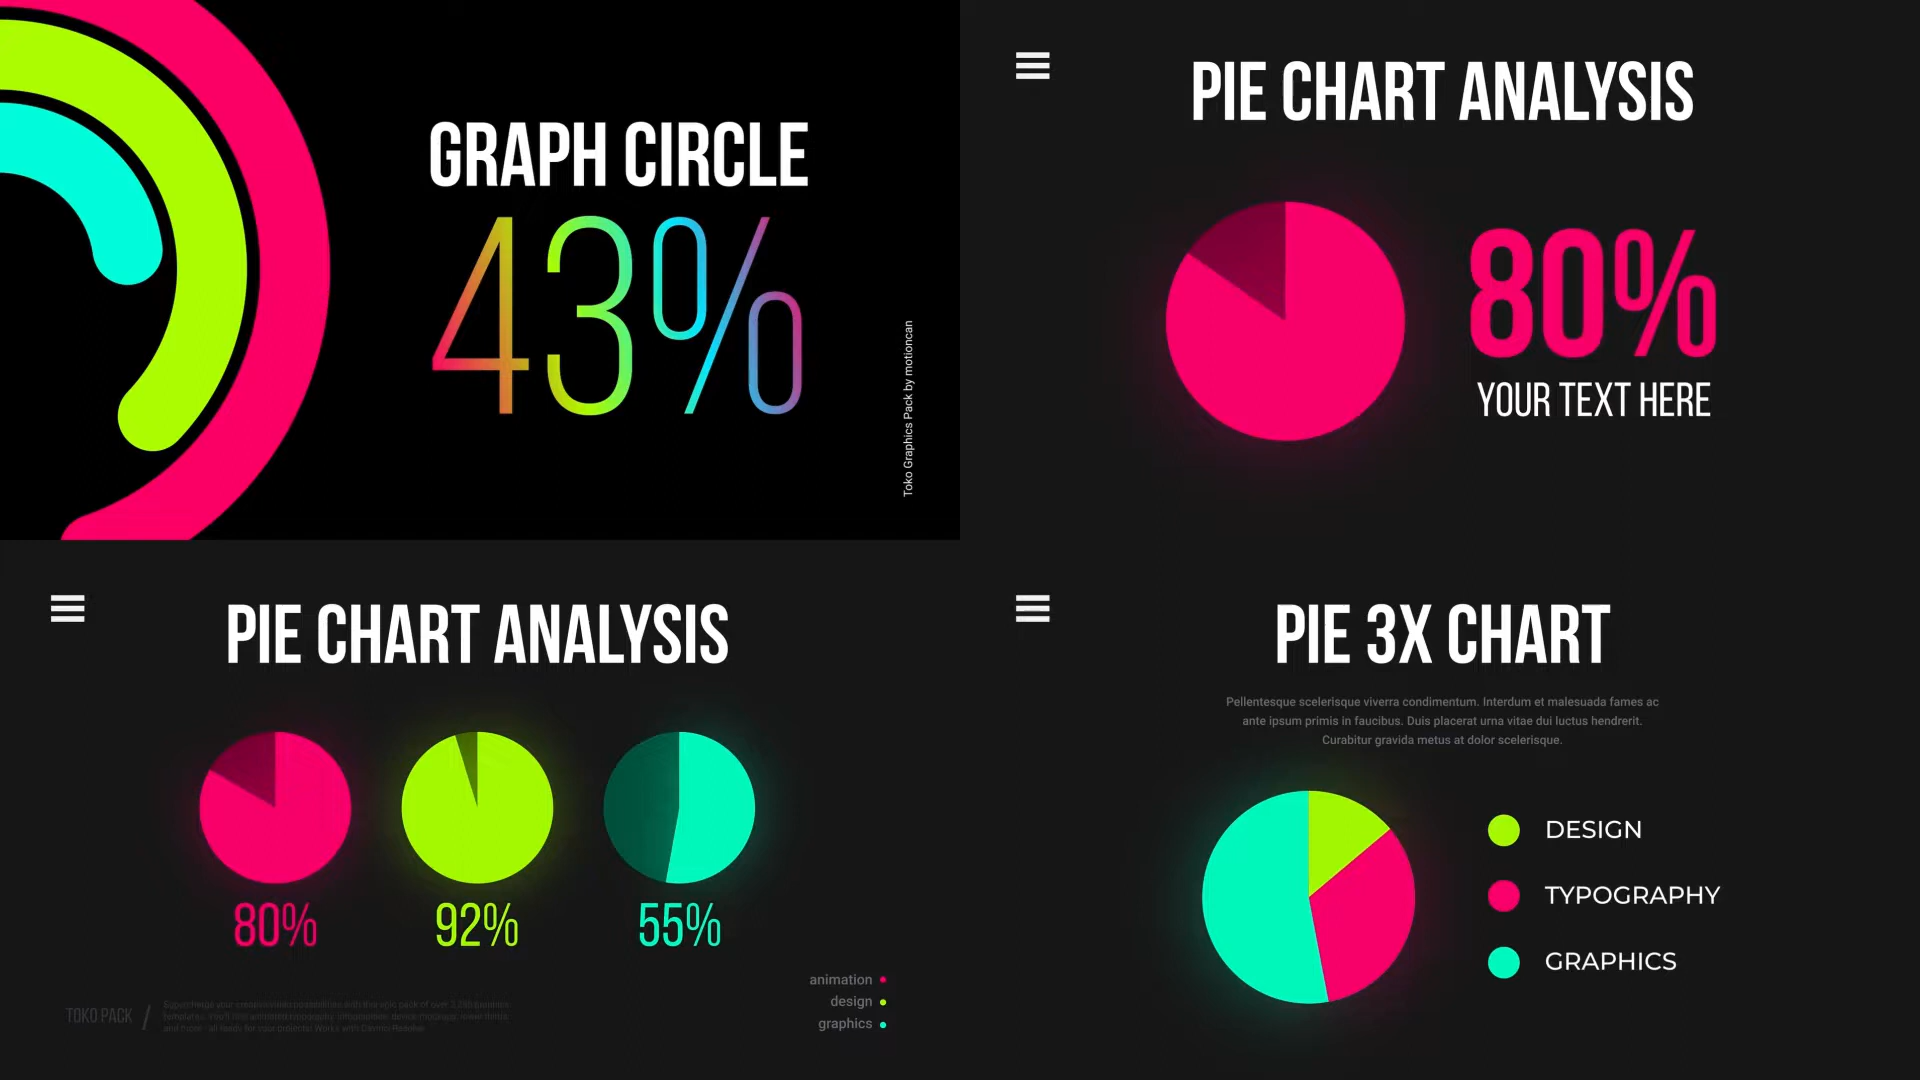 GRAPH CIRCLE
43%
Toko Graphics Pack by motioncan
PIE CHART ANALYSIS
80%
YOUR TEXT HERE
PIE CHART ANALYSIS
80% 92% 55%
animation
design
graphics
TOKO PACK /
PIE 3X CHART
Pellentesque scelerisque viverra condimentum. Interdum et malesuada fames ac
ante ipsum primis in faucibus. Duis placerat urna vitae dui luctus hendrerit.
Curabitur gravida metus at dolor scelerisque.
DESIGN
TYPOGRAPHY
GRAPHICS